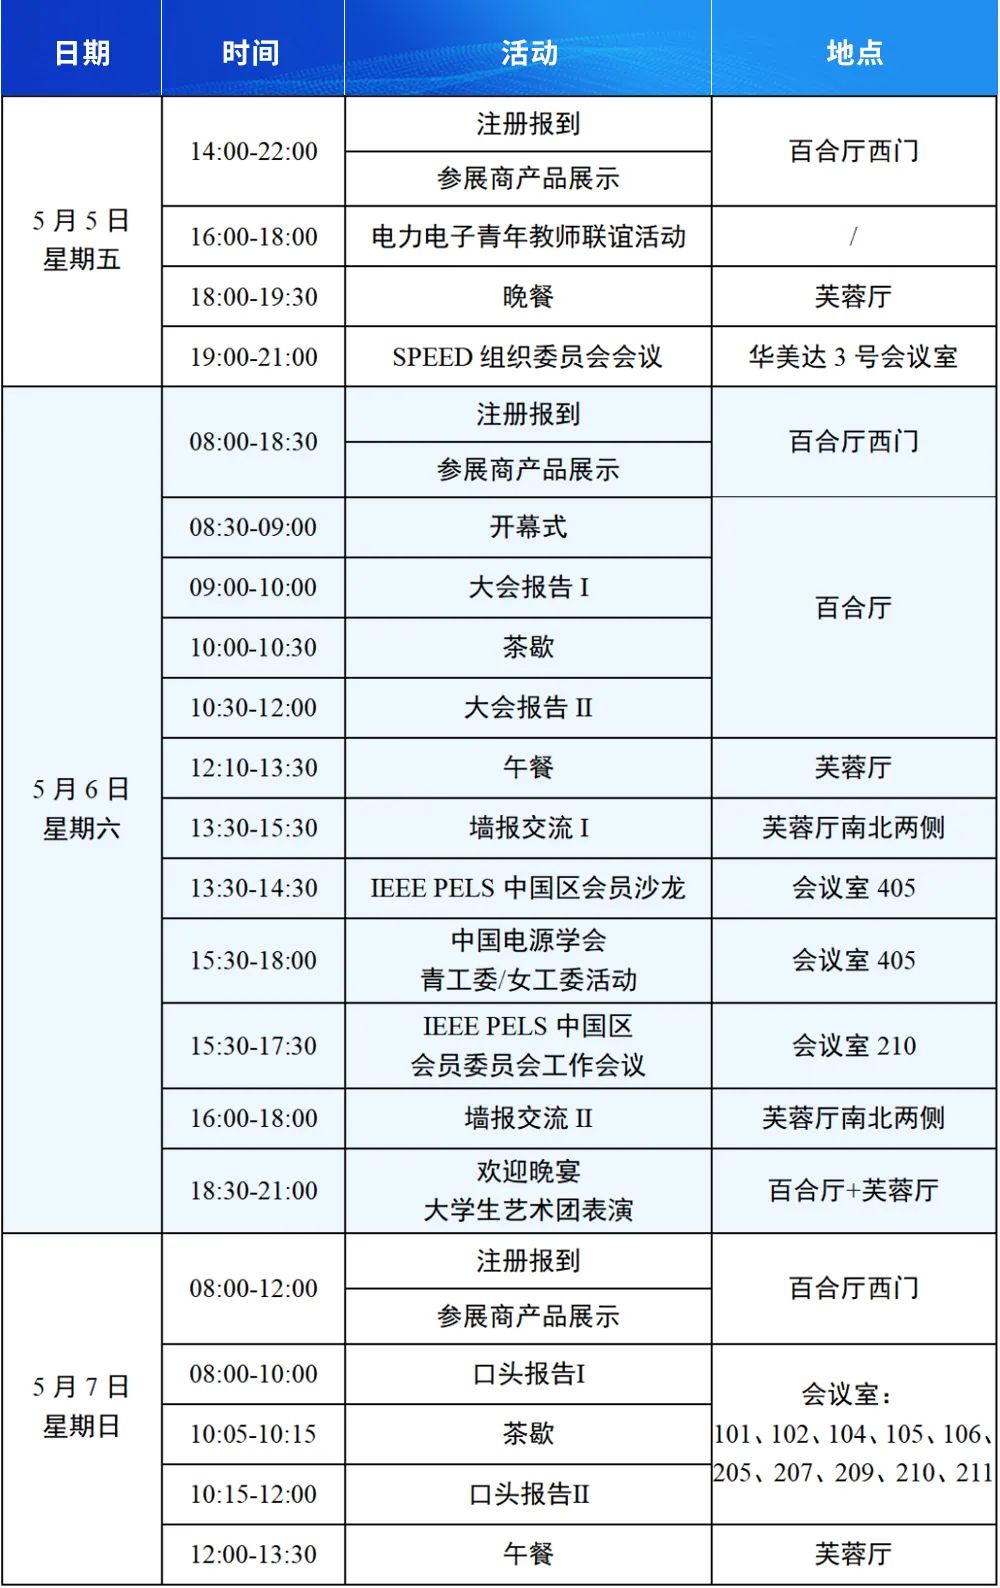 日期 时间 活动 地点
5 月 5 日
星期五
14:00-22:00
注册报到
参展商产品展示
百合厅西门
16:00-18:00 电力电子青年教师联谊活动 /
18:00-19:30 晚餐 芙蓉厅
19:00-21:00 SPEED 组织委员会会议 华美达 3 号会议室
5 月 6 日
星期六
08:00-18:30
注册报到
参展商产品展示
百合厅西门
08:30-09:00 开幕式
09:00-10:00 大会报告 I
10:00-10:30 茶歇
10:30-12:00 大会报告 II
百合厅
12:10-13:30 午餐 芙蓉厅
13:30-15:30 墙报交流 I 芙蓉厅南北两侧
13:30-14:30 IEEE PELS 中国区会员沙龙 会议室 405
15:30-18:00
中国电源学会
青工委/女工委活动
会议室 405
15:30-17:30
IEEE PELS 中国区
会员委员会工作会议
会议室 210
16:00-18:00 墙报交流 II 芙蓉厅南北两侧
18:30-21:00
欢迎晚宴
大学生艺术团表演
百合厅+芙蓉厅
5 月 7 日
星期日
08:00-12:00
注册报到
参展商产品展示
百合厅西门
08:00-10:00 口头报告I
10:05-10:15 茶歇
10:15-12:00 口头报告II
会议室：
101、102、104、105、106、
205、207、209、210、211
12:00-13:30 午餐 芙蓉厅